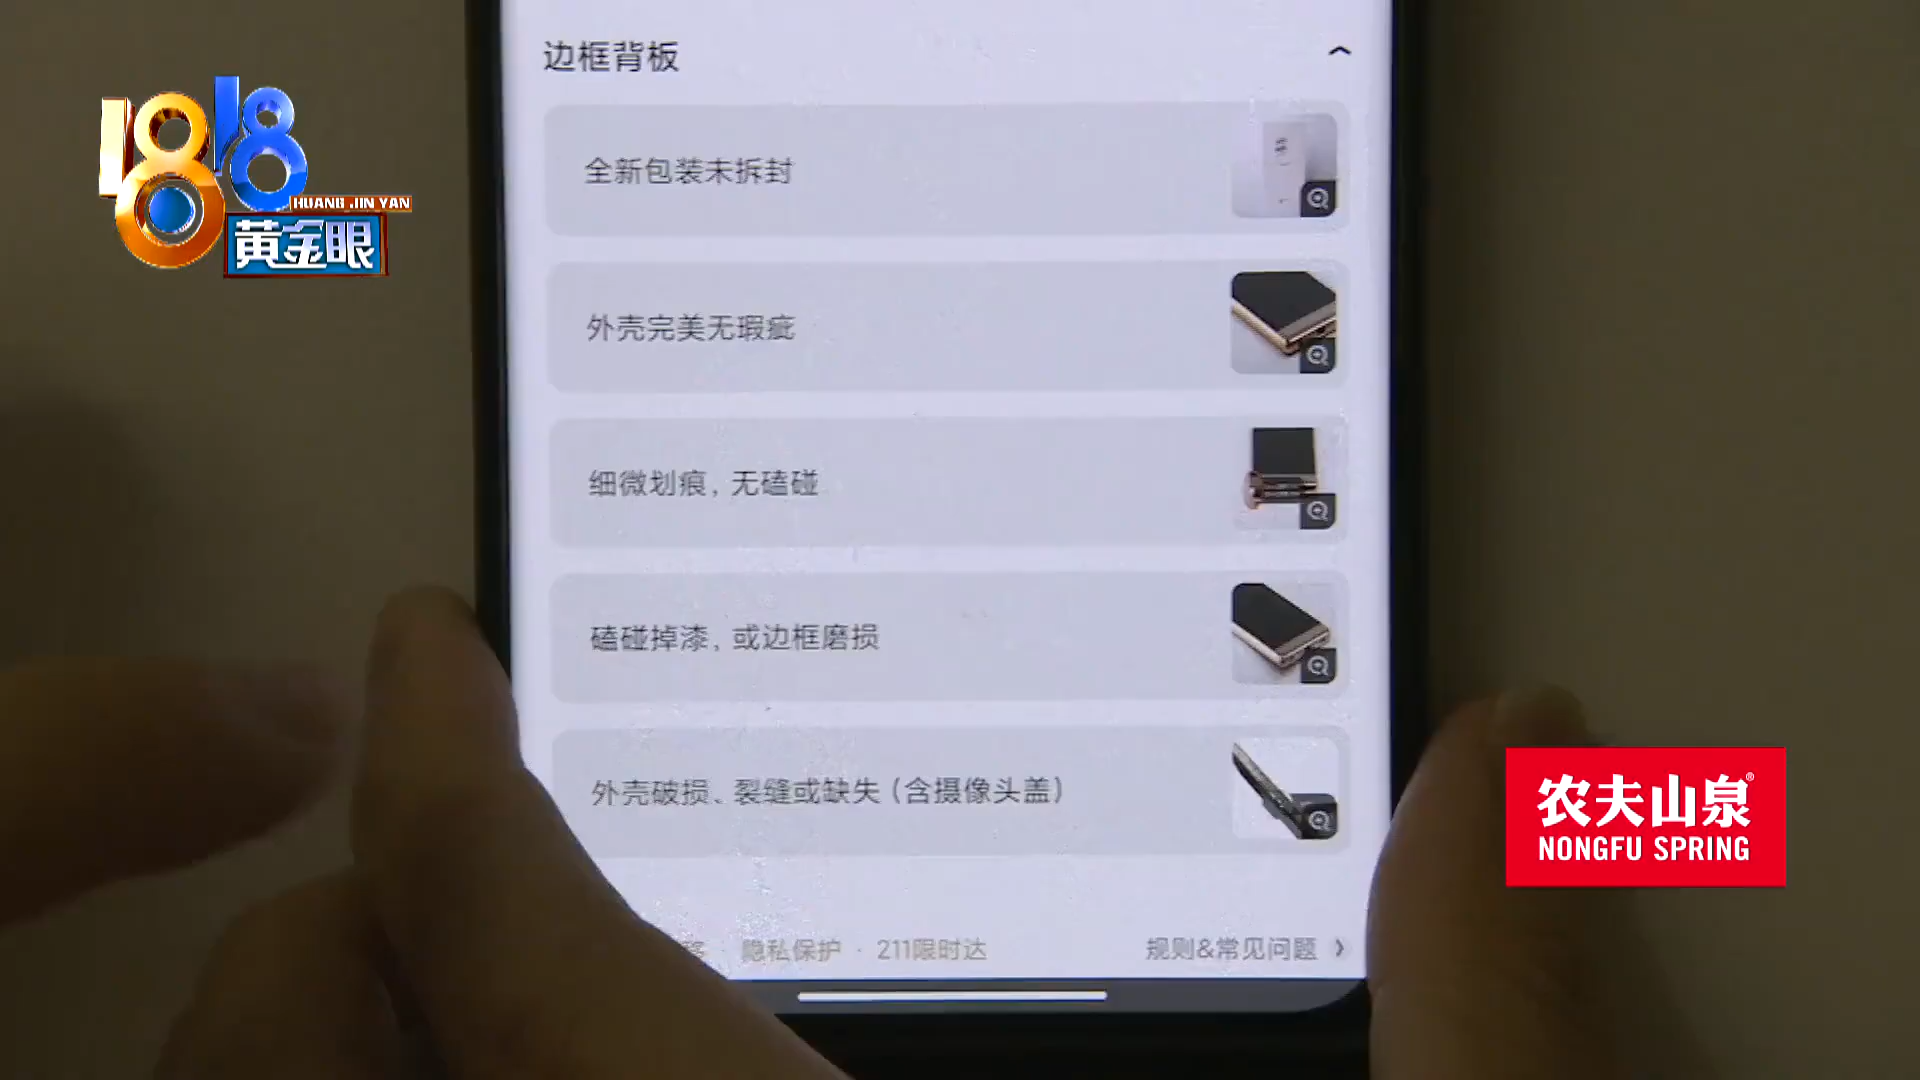 边框背板
1818
HUANG JIN YAN
黄金眼
全新包装未拆封
外壳完美无瑕疵
细微划痕，无磕碰
磕碰掉漆，或边框磨损
外壳破损、裂缝或缺失（含摄像头盖）
农夫山泉®
NONGFU SPRING
移 · 隐私保护 · 211限时达
规则&常见问题